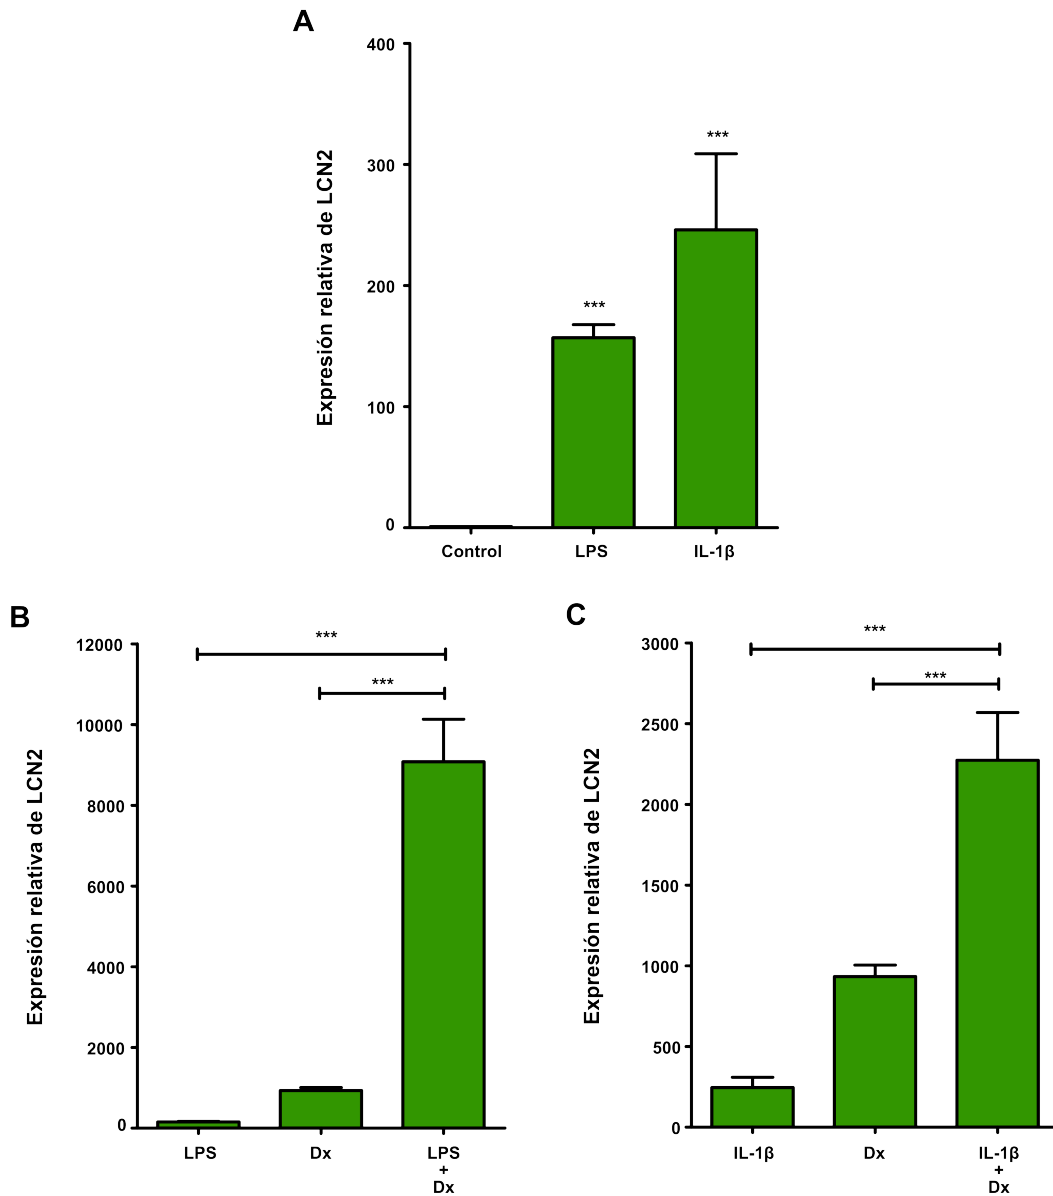 A
400
300
200
100
0
Expresión relativa de LCN2
***
***
Control
LPS
IL-1β
B
12000
10000
8000
6000
4000
2000
0
Expresión relativa de LCN2
***
***
LPS
Dx
LPS
+
Dx
C
3000
2500
2000
1500
1000
500
0
Expresión relativa de LCN2
***
***
IL-1β
Dx
IL-1β
+
Dx